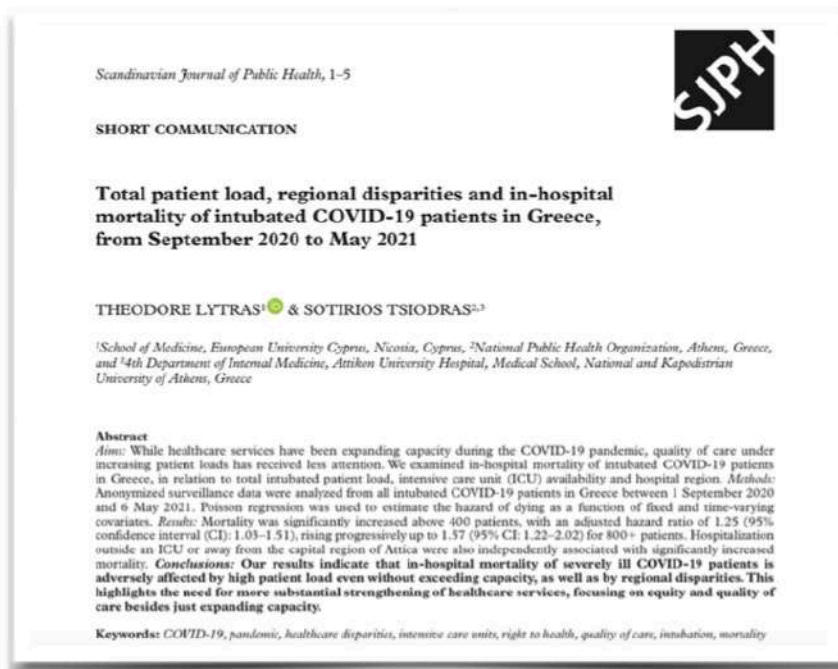 Scandinavian Journal of Public Health, 1–5
SJPH
SHORT COMMUNICATION
Total patient load, regional disparities and in-hospital
mortality of intubated COVID-19 patients in Greece,
from September 2020 to May 2021
THEODORE LYTRAS¹ & SOTIRIOS TSIODRAS²,³
¹School of Medicine, European University Cyprus, Nicosia, Cyprus, ²National Public Health Organization, Athens, Greece,
and ³4th Department of Internal Medicine, Attikon University Hospital, Medical School, National and Kapodistrian
University of Athens, Greece
Abstract
Aims: While healthcare services have been expanding capacity during the COVID-19 pandemic, quality of care under
increasing patient loads has received less attention. We examined in-hospital mortality of intubated COVID-19 patients
in Greece, in relation to total intubated patient load, intensive care unit (ICU) availability and hospital region. Methods:
Anonymized surveillance data were analyzed from all intubated COVID-19 patients in Greece between 1 September 2020
and 6 May 2021. Poisson regression was used to estimate the hazard of dying as a function of fixed and time-varying
covariates. Results: Mortality was significantly increased above 400 patients, with an adjusted hazard ratio of 1.25 (95%
confidence interval (CI): 1.03–1.51), rising progressively up to 1.57 (95% CI: 1.22–2.02) for 800+ patients. Hospitalization
outside an ICU or away from the capital region of Attica were also independently associated with significantly increased
mortality. Conclusions: Our results indicate that in-hospital mortality of severely ill COVID-19 patients is
adversely affected by high patient load even without exceeding capacity, as well as by regional disparities. This
highlights the need for more substantial strengthening of healthcare services, focusing on equity and quality of
care besides just expanding capacity.
Keywords: COVID-19, pandemic, healthcare disparities, intensive care units, right to health, quality of care, intubation, mortality